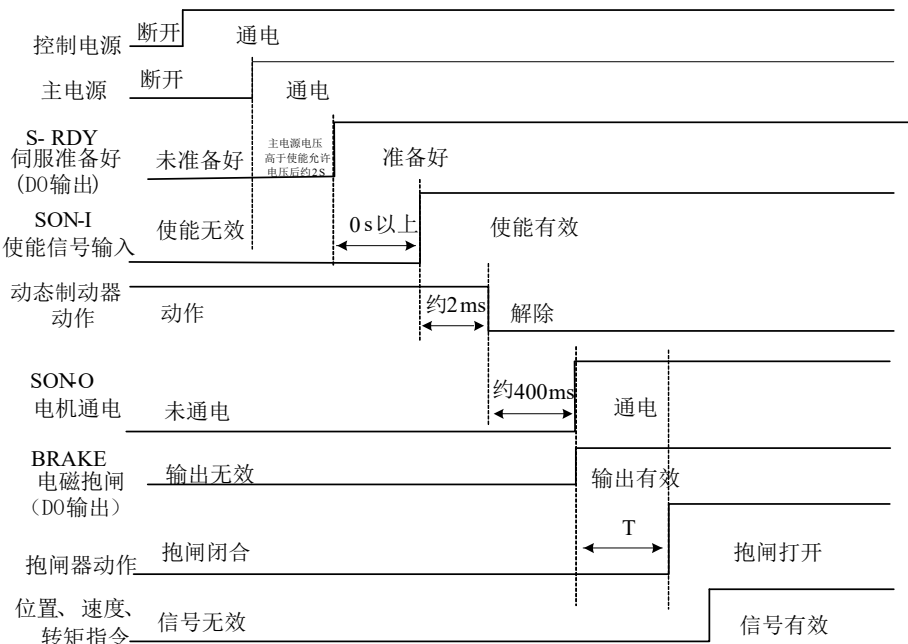 控制电源 断开 通电
主电源 断开 通电
S- RDY
伺服准备好
(DO输出)
未准备好
主电源电压
高于使能允许
电压后约2S
准备好
SON-I
使能信号输入
使能无效
0s以上
使能有效
动态制动器
动作
动作
约2ms
解除
SON-O
电机通电
未通电
约400ms
通电
BRAKE
电磁抱闸
（DO输出）
输出无效
输出有效
T
抱闸器动作
抱闸闭合
抱闸打开
位置、速度、
转矩指令
信号无效
信号有效